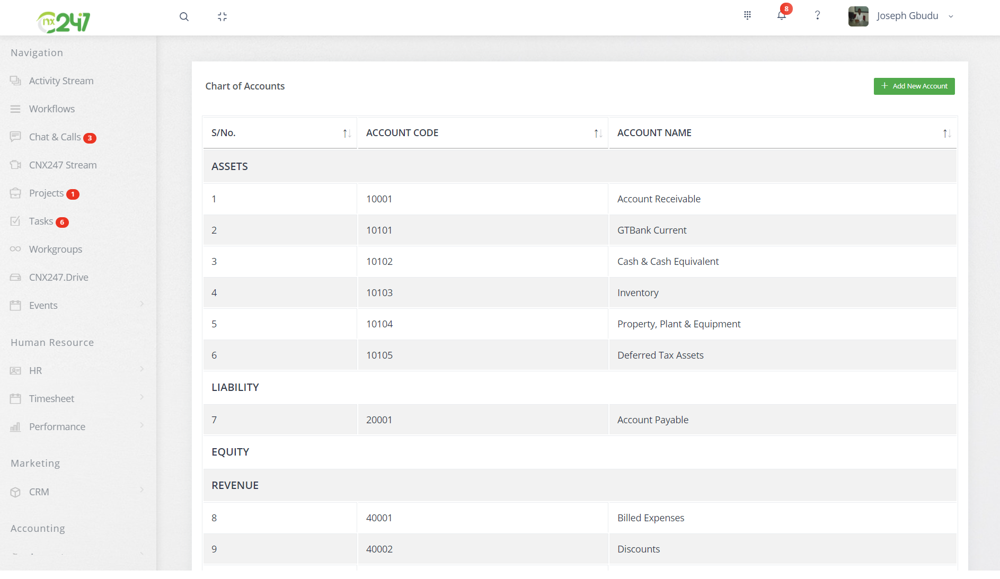 nx 247
8
?
Joseph Gbudu
Navigation
Activity Stream
Workflows
Chat & Calls 3
CNX247 Stream
Projects 1
Tasks 6
Workgroups
CNX247.Drive
Events
Human Resource
HR
Timesheet
Performance
Marketing
CRM
Accounting
Chart of Accounts
+ Add New Account
S/No. ACCOUNT CODE ACCOUNT NAME
ASSETS
1 10001 Account Receivable
2 10101 GTBank Current
3 10102 Cash & Cash Equivalent
4 10103 Inventory
5 10104 Property, Plant & Equipment
6 10105 Deferred Tax Assets
LIABILITY
7 20001 Account Payable
EQUITY
REVENUE
8 40001 Billed Expenses
9 40002 Discounts